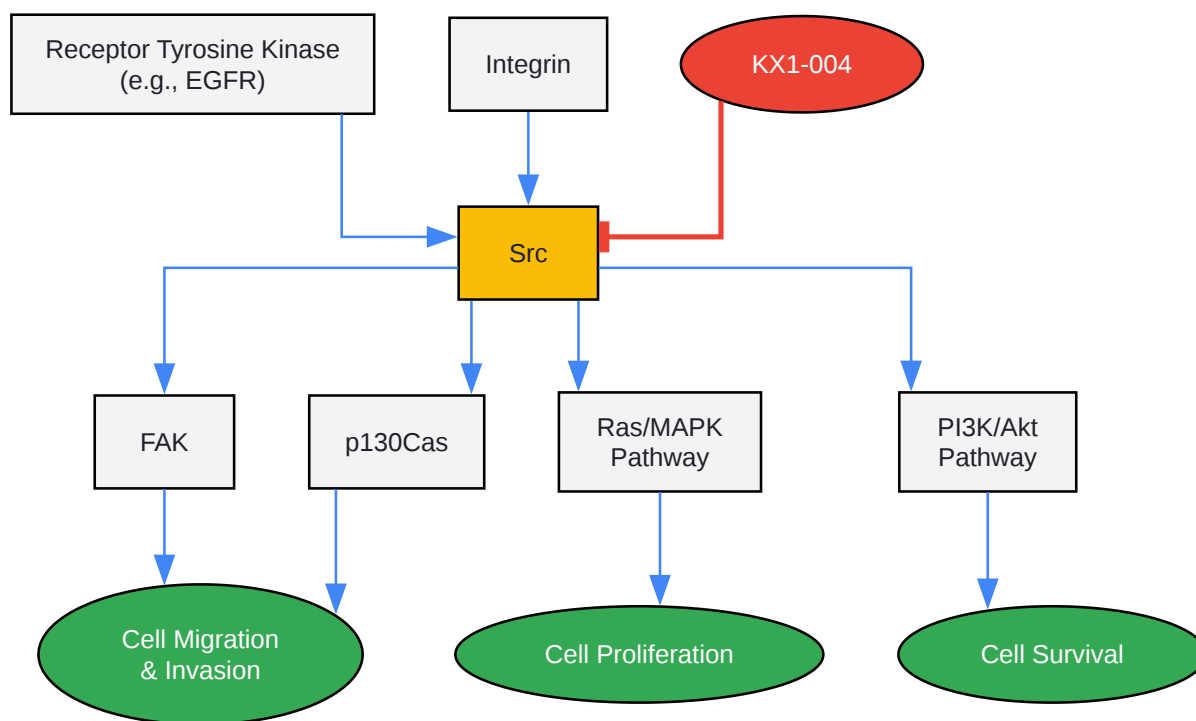 Receptor Tyrosine Kinase
(e.g., EGFR)
Integrin
KX1-004
Src
FAK
p130Cas
Ras/MAPK
Pathway
PI3K/Akt
Pathway
Cell Migration
& Invasion
Cell Proliferation
Cell Survival